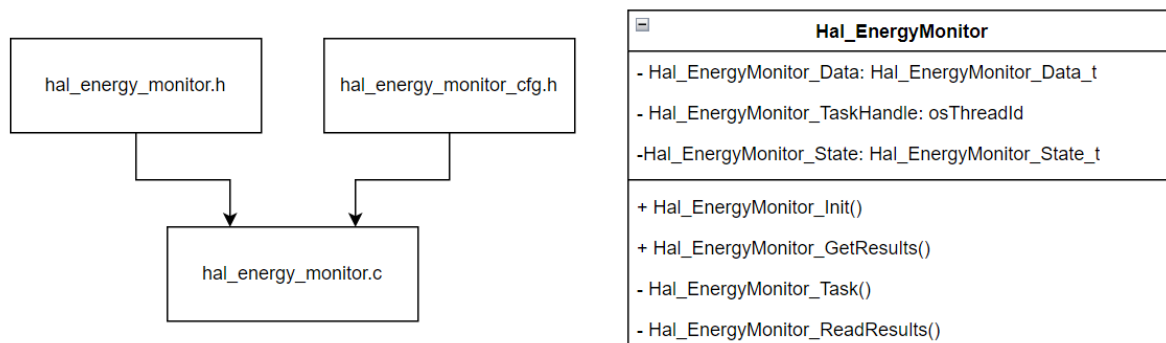 hal_energy_monitor.h
hal_energy_monitor_cfg.h
hal_energy_monitor.c
Hal_EnergyMonitor
- Hal_EnergyMonitor_Data: Hal_EnergyMonitor_Data_t
- Hal_EnergyMonitor_TaskHandle: osThreadId
-Hal_EnergyMonitor_State: Hal_EnergyMonitor_State_t
+ Hal_EnergyMonitor_Init()
+ Hal_EnergyMonitor_GetResults()
- Hal_EnergyMonitor_Task()
- Hal_EnergyMonitor_ReadResults()